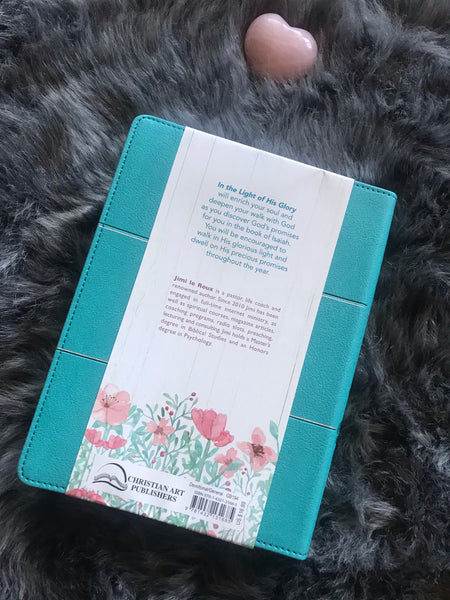 In the Light of His Glory
will enrich your soul and
deepen your walk with God
as you discover God's promises
for you in the book of Isaiah.
You will be encouraged to
walk in His glorious light and
dwell on His precious promises
throughout the year.
Jimi le Roux is a pastor, life coach and
renowned author. Since 2010 Jimi has been
engaged in full-time internet ministry, as
well as spiritual courses, magazine articles,
coaching programs, radio slots, preaching,
lecturing and consulting. Jimi holds a Master's
degree in Biblical Studies and an Honors
degree in Psychology.
CHRISTIAN ART
PUBLISHERS
Devotional/General